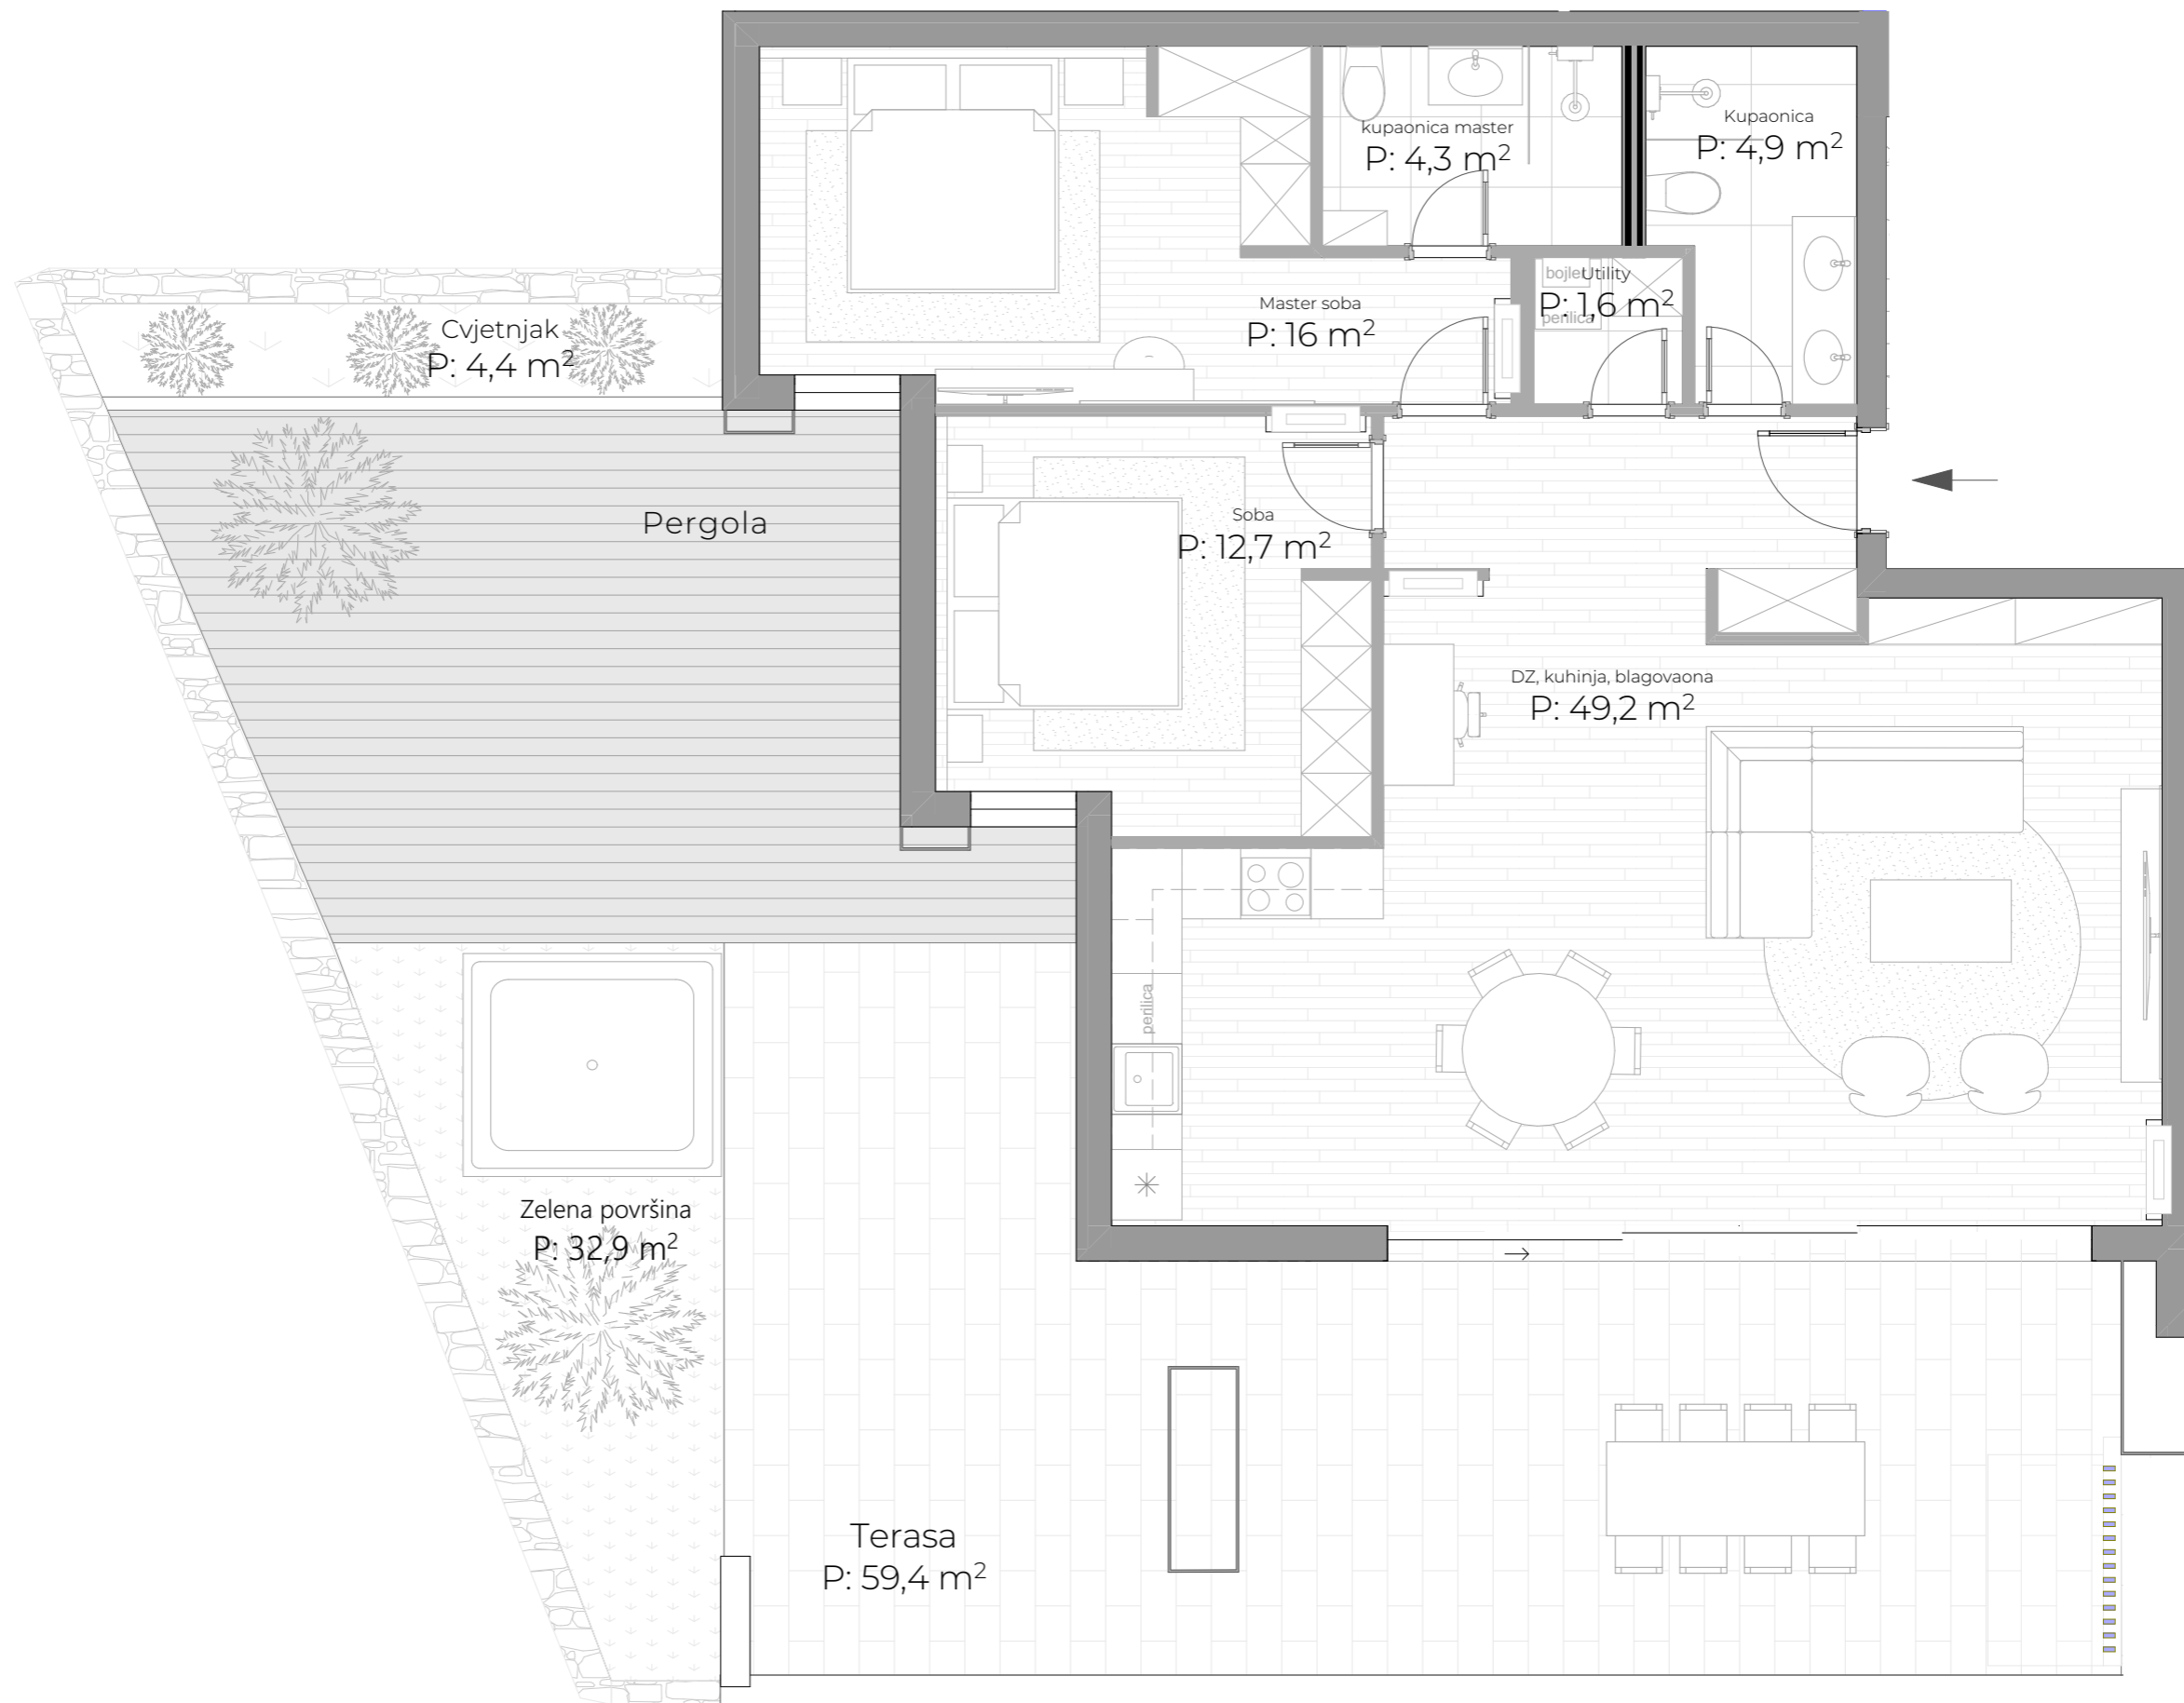 Kupaonica
P: 4,9 m²
kupaonica master
P: 4,3 m²
bojler
Utility
P: 1,6 m²
perilica
Master soba
P: 16 m²
Cvjetnjak
P: 4,4 m²
Pergola
Soba
P: 12,7 m²
DZ, kuhinja, blagovaona
P: 49,2 m²
perilica
Zelena površina
P: 32,9 m²
Terasa
P: 59,4 m²